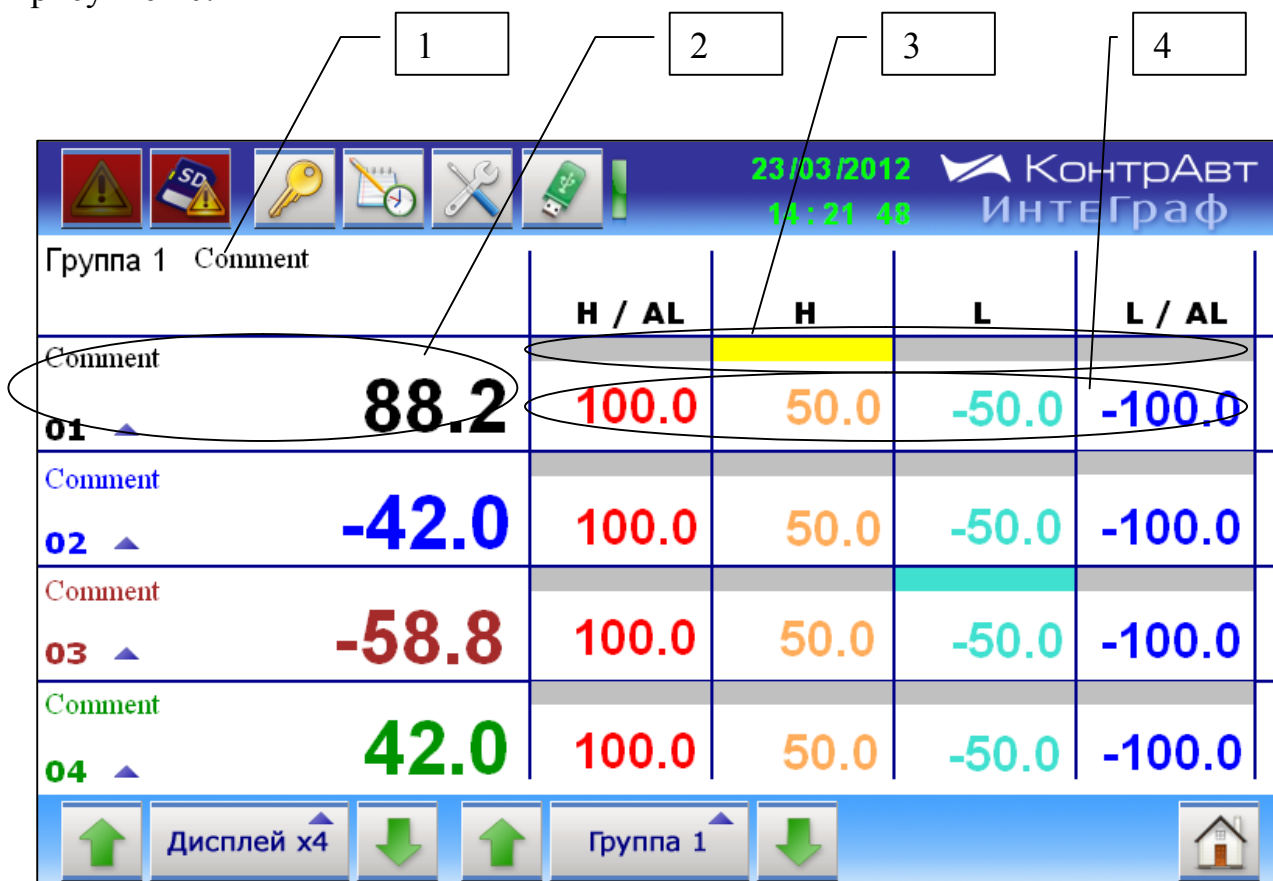 1 2 3 4
SD 23/03/2012 КонтрАвт
14:21 48 ИнтеГраф
Группа 1 Comment
H / AL H L L / AL
Comment
01 88.2 100.0 50.0 -50.0 -100.0
Comment
02 -42.0 100.0 50.0 -50.0 -100.0
Comment
03 -58.8 100.0 50.0 -50.0 -100.0
Comment
04 42.0 100.0 50.0 -50.0 -100.0
Дисплей x4 Группа 1